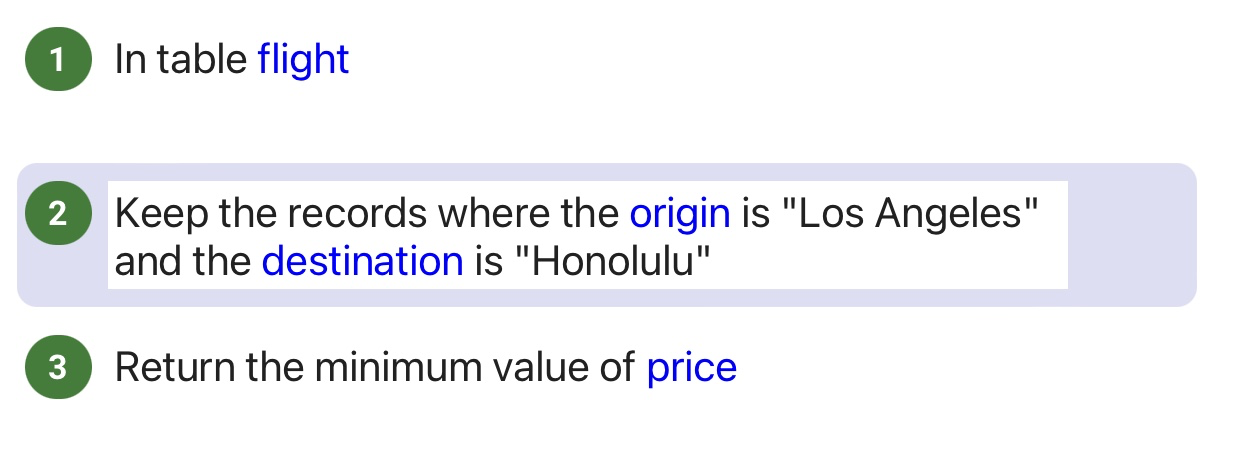 1 In table flight
2 Keep the records where the origin is "Los Angeles"
and the destination is "Honolulu"
3 Return the minimum value of price